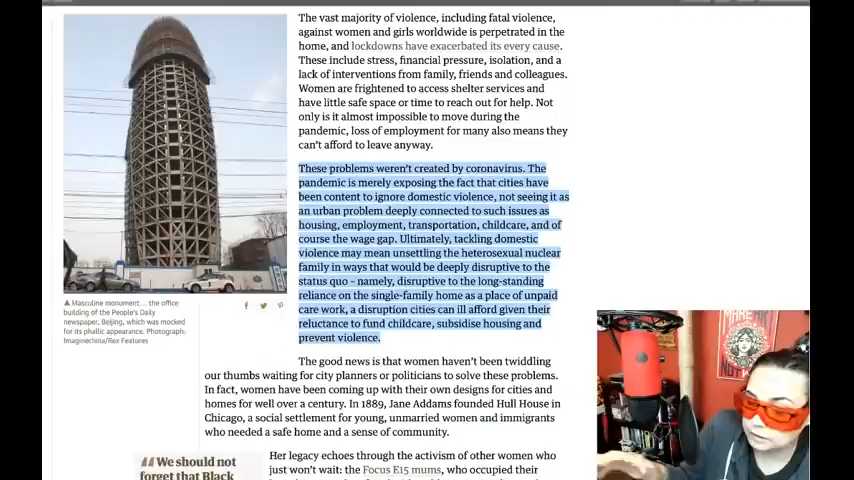 The vast majority of violence, including fatal violence,
against women and girls worldwide is perpetrated in the
home, and lockdowns have exacerbated its every cause.
These include stress, financial pressure, isolation, and a
lack of interventions from family, friends and colleagues.
Women are frightened to access shelter services and
have little safe space or time to reach out for help. Not
only is it almost impossible to move during the
pandemic, loss of employment for many also means they
can't afford to leave anyway.
These problems weren't created by coronavirus. The
pandemic is merely exposing the fact that cities have
been content to ignore domestic violence, not seeing it as
an urban problem deeply connected to such issues as
housing, employment, transportation, childcare, and of
course the wage gap. Ultimately, tackling domestic
violence may mean unsettling the heterosexual nuclear
family in ways that would be deeply disruptive to the
status quo – namely, disruptive to the long-standing
reliance on the single-family home as a place of unpaid
care work, a disruption cities can ill afford given their
reluctance to fund childcare, subsidise housing and
prevent violence.
▲ Masculine monument ... the office
building of the People's Daily
newspaper, Beijing, which was mocked
for its phallic appearance. Photograph:
Imaginechina/Rex Features
The good news is that women haven't been twiddling
our thumbs waiting for city planners or politicians to solve these problems.
In fact, women have been coming up with their own designs for cities and
homes for well over a century. In 1889, Jane Addams founded Hull House in
Chicago, a social settlement for young, unmarried women and immigrants
who needed a safe home and a sense of community.
Her legacy echoes through the activism of other women who
just won't wait: the Focus E15 mums, who occupied their
❝ We should not
forget that Black
MAKE
NOT